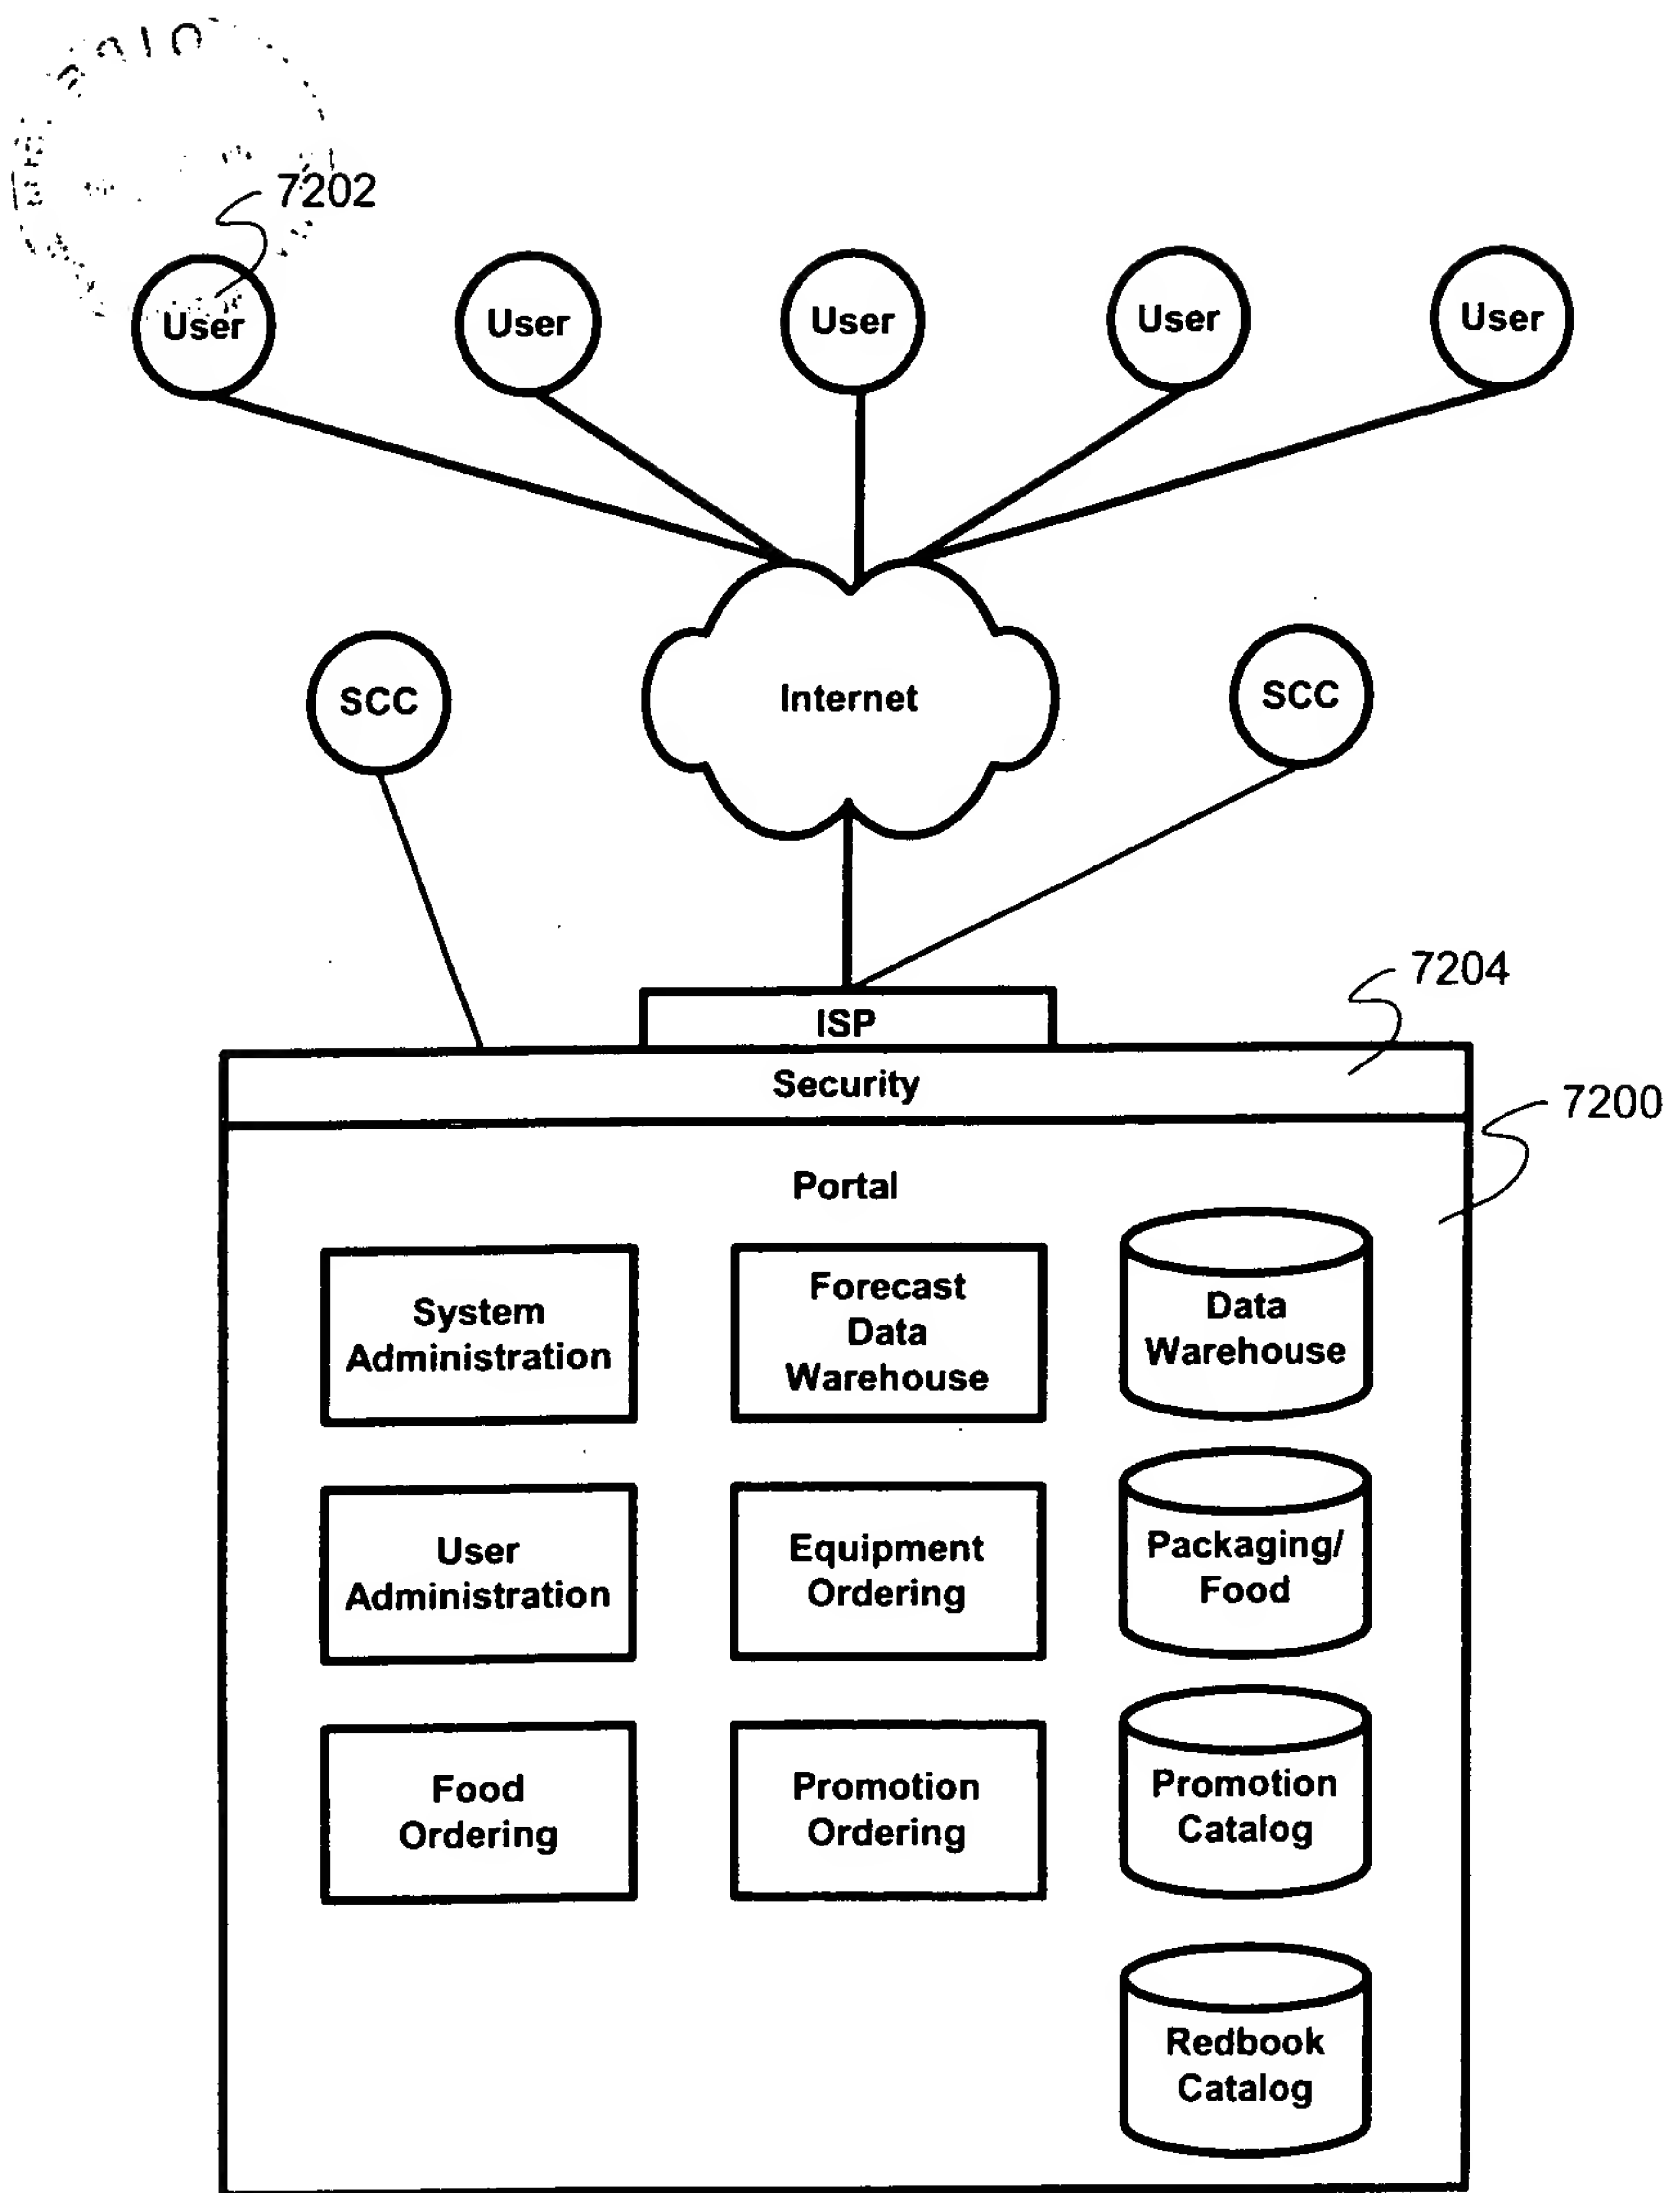 7202
User
User
User
User
User
SCC
Internet
SCC
7204
ISP
Security
7200
Portal
System
Administration
Forecast
Data
Warehouse
Data
Warehouse
User
Administration
Equipment
Ordering
Packaging/
Food
Food
Ordering
Promotion
Ordering
Promotion
Catalog
Redbook
Catalog